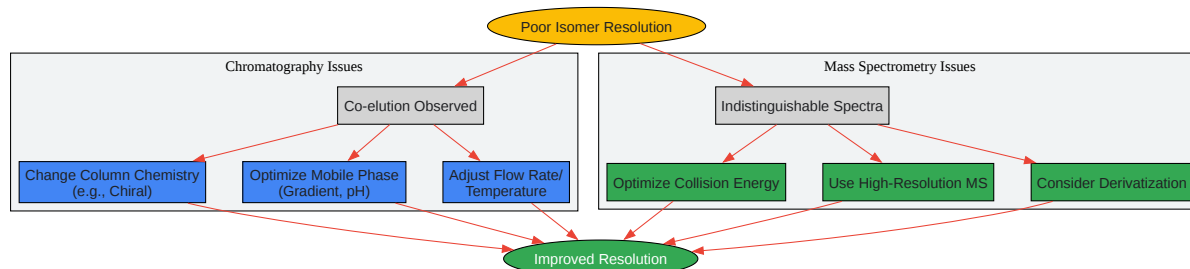 Poor Isomer Resolution
Chromatography Issues
Mass Spectrometry Issues
Co-elution Observed
Indistinguishable Spectra
Change Column Chemistry
(e.g., Chiral)
Optimize Mobile Phase
(Gradient, pH)
Adjust Flow Rate/
Temperature
Optimize Collision Energy
Use High-Resolution MS
Consider Derivatization
Improved Resolution